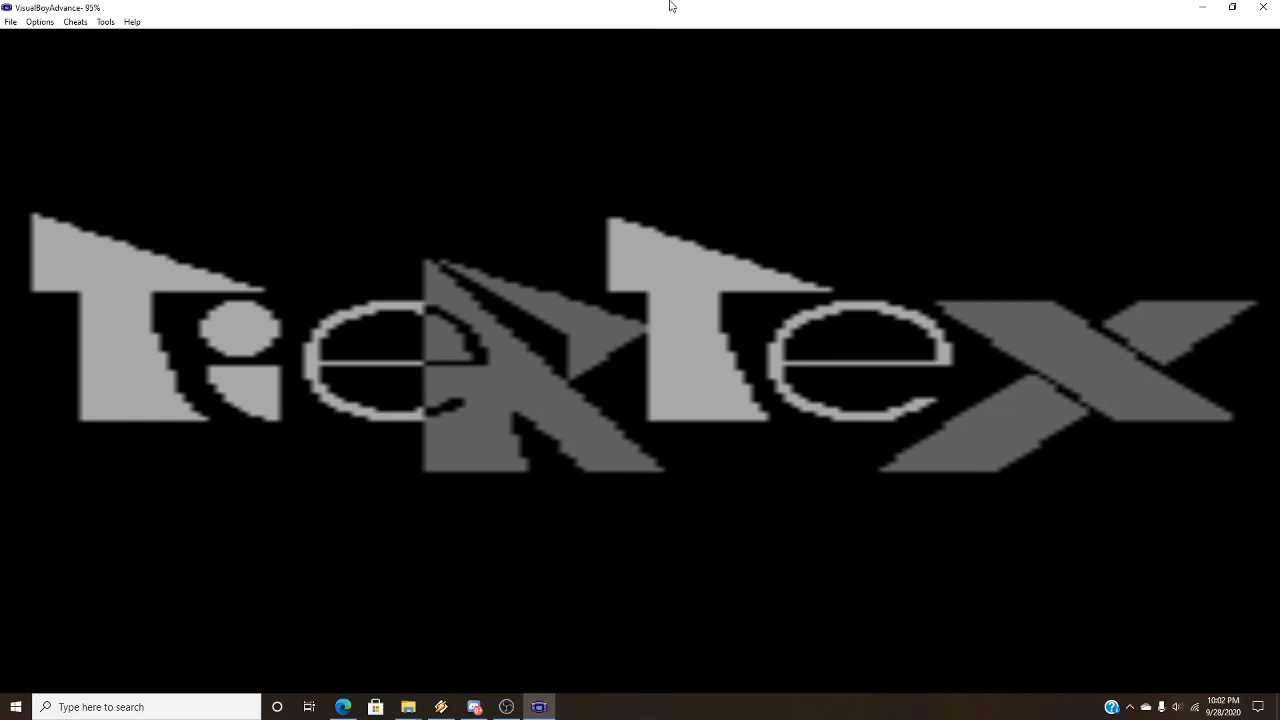 VisualBoyAdvance- 95%
File Options Cheats Tools Help
TieRTex
Type here to search
10:02 PM
9/28/2020